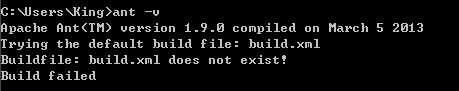 C:\Users\King>ant -v
Apache Ant(TM) version 1.9.0 compiled on March 5 2013
Trying the default build file: build.xml
Buildfile: build.xml does not exist!
Build failed